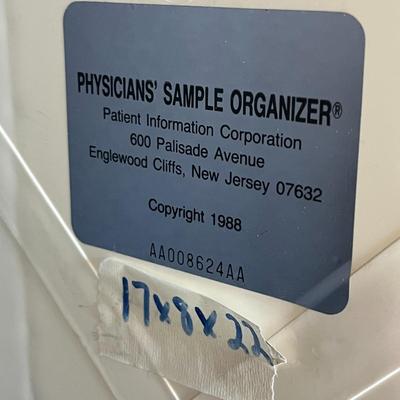 PHYSICIANS' SAMPLE ORGANIZER®
Patient Information Corporation
600 Palisade Avenue
Englewood Cliffs, New Jersey 07632
Copyright 1988
AA008624AA
17x8x22